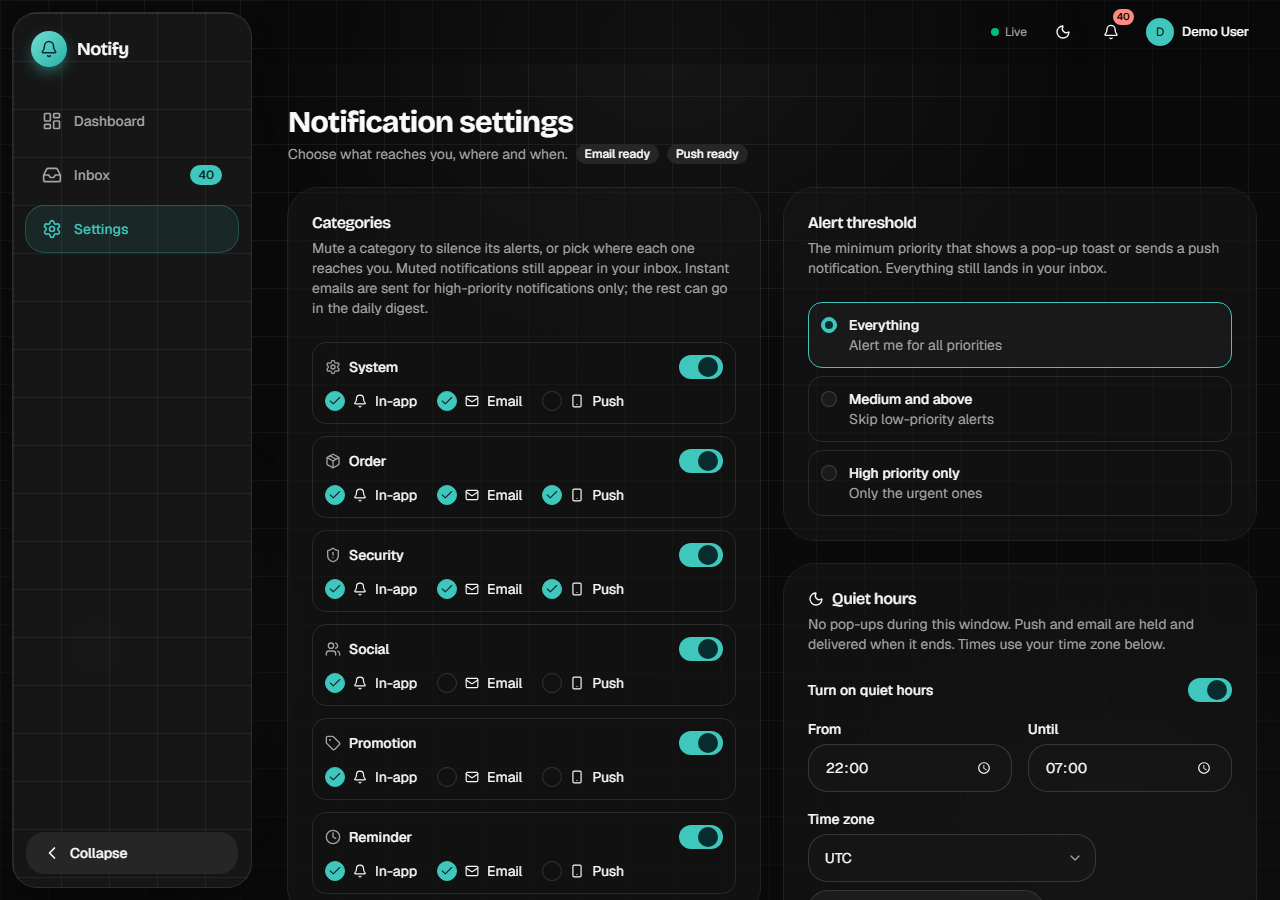 Notify
Dashboard
Inbox 40
Settings
Collapse
Live
40
D Demo User
Notification settings
Choose what reaches you, where and when. Email ready Push ready
Categories
Mute a category to silence its alerts, or pick where each one
reaches you. Muted notifications still appear in your inbox. Instant
emails are sent for high-priority notifications only; the rest can go
in the daily digest.
System
In-app Email Push
Order
In-app Email Push
Security
In-app Email Push
Social
In-app Email Push
Promotion
In-app Email Push
Reminder
In-app Email Push
Alert threshold
The minimum priority that shows a pop-up toast or sends a push
notification. Everything still lands in your inbox.
Everything
Alert me for all priorities
Medium and above
Skip low-priority alerts
High priority only
Only the urgent ones
Quiet hours
No pop-ups during this window. Push and email are held and
delivered when it ends. Times use your time zone below.
Turn on quiet hours
From Until
22:00 07:00
Time zone
UTC